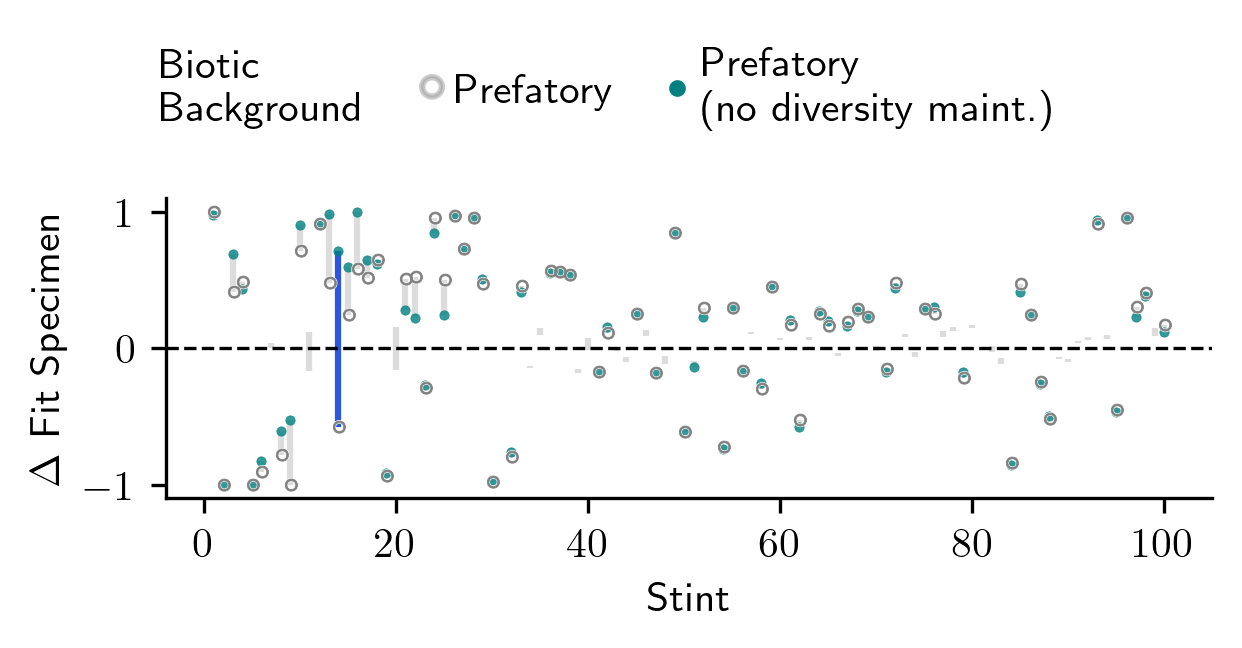 Biotic
Background
Prefatory
Prefatory
(no diversity maint.)
Δ Fit Specimen
1
0
−1
0
20
40
60
80
100
Stint